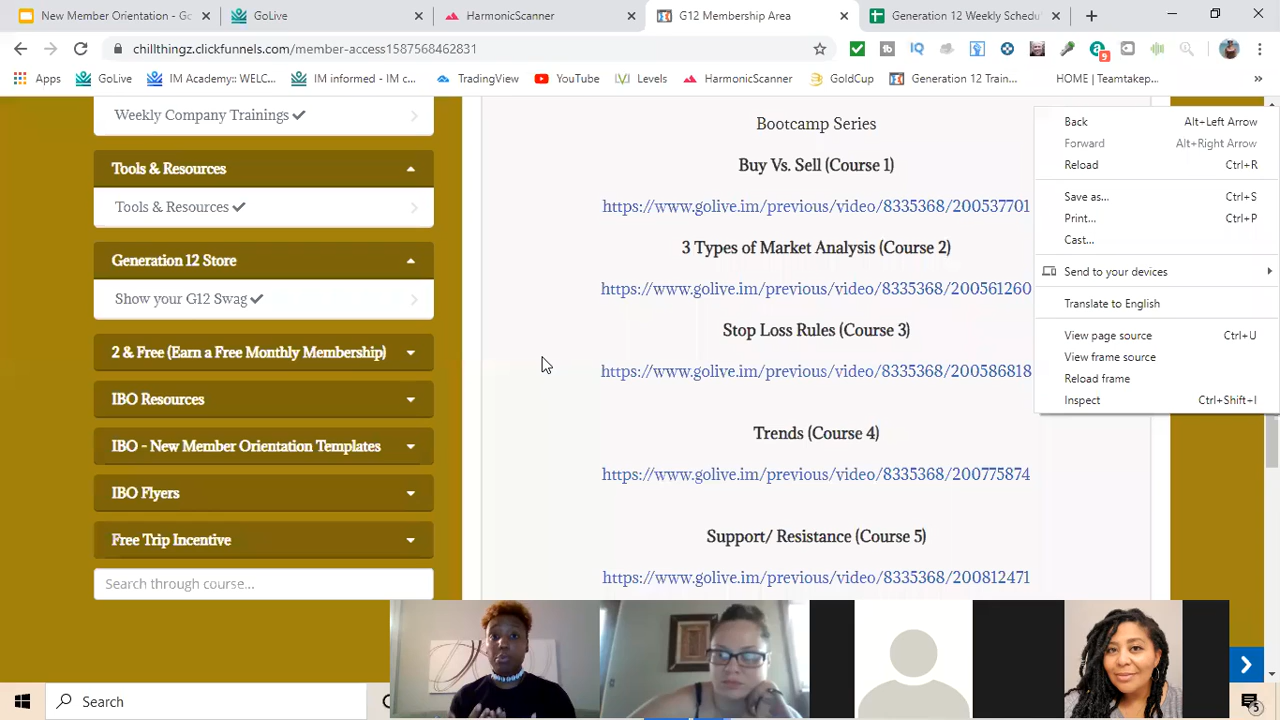 New Member Orientation - Go
GoLive
HarmonicScanner
G12 Membership Area
Generation 12 Weekly Schedu
chillthingz.clickfunnels.com/member-access1587568462831
Apps
GoLive
IM Academy:: WELC...
IM informed - IM c...
TradingView
YouTube
Levels
HarmonicScanner
GoldCup
Generation 12 Train...
HOME | Teamtakep...
»
9
Weekly Company Trainings
Tools & Resources
Tools & Resources
Generation 12 Store
Show your G12 Swag
2 & Free (Earn a Free Monthly Membership)
IBO Resources
IBO - New Member Orientation Templates
IBO Flyers
Free Trip Incentive
Search through course...
Bootcamp Series
Buy Vs. Sell (Course 1)
https://www.golive.im/previous/video/8335368/200537701
3 Types of Market Analysis (Course 2)
https://www.golive.im/previous/video/8335368/200561260
Stop Loss Rules (Course 3)
https://www.golive.im/previous/video/8335368/200586818
Trends (Course 4)
https://www.golive.im/previous/video/8335368/200775874
Support/ Resistance (Course 5)
https://www.golive.im/previous/video/8335368/200812471
Back Alt+Left Arrow
Forward Alt+Right Arrow
Reload Ctrl+R
Save as... Ctrl+S
Print... Ctrl+P
Cast...
Send to your devices
Translate to English
View page source Ctrl+U
View frame source
Reload frame
Inspect Ctrl+Shift+I
Search
5